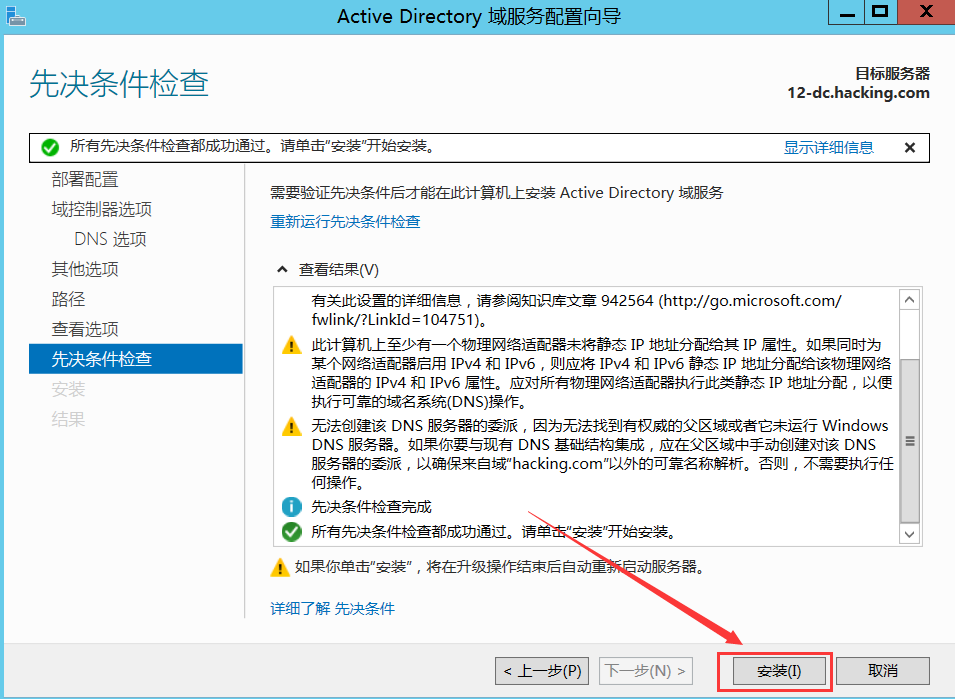 Active Directory 域服务配置向导
先决条件检查
目标服务器
12-dc.hacking.com
所有先决条件检查都成功通过。请单击"安装"开始安装。
显示详细信息
部署配置
域控制器选项
DNS 选项
其他选项
路径
查看选项
先决条件检查
安装
结果
需要验证先决条件后才能在此计算机上安装 Active Directory 域服务
重新运行先决条件检查
查看结果(V)
有关此设置的详细信息，请参阅知识库文章 942564 (http://go.microsoft.com/
fwlink/?LinkId=104751)。
此计算机上至少有一个物理网络适配器未将静态 IP 地址分配给其 IP 属性。如果同时为
某个网络适配器启用 IPv4 和 IPv6，则应将 IPv4 和 IPv6 静态 IP 地址分配给该物理网络
适配器的 IPv4 和 IPv6 属性。应对所有物理网络适配器执行此类静态 IP 地址分配，以便
执行可靠的域名系统(DNS)操作。
无法创建该 DNS 服务器的委派，因为无法找到有权威的父区域或者它未运行 Windows
DNS 服务器。如果你要与现有 DNS 基础结构集成，应在父区域中手动创建对该 DNS
服务器的委派，以确保来自域"hacking.com"以外的可靠名称解析。否则，不需要执行任
何操作。
先决条件检查完成
所有先决条件检查都成功通过。请单击"安装"开始安装。
如果你单击"安装"，将在升级操作结束后自动重新启动服务器。
详细了解 先决条件
< 上一步(P)
下一步(N) >
安装(I)
取消